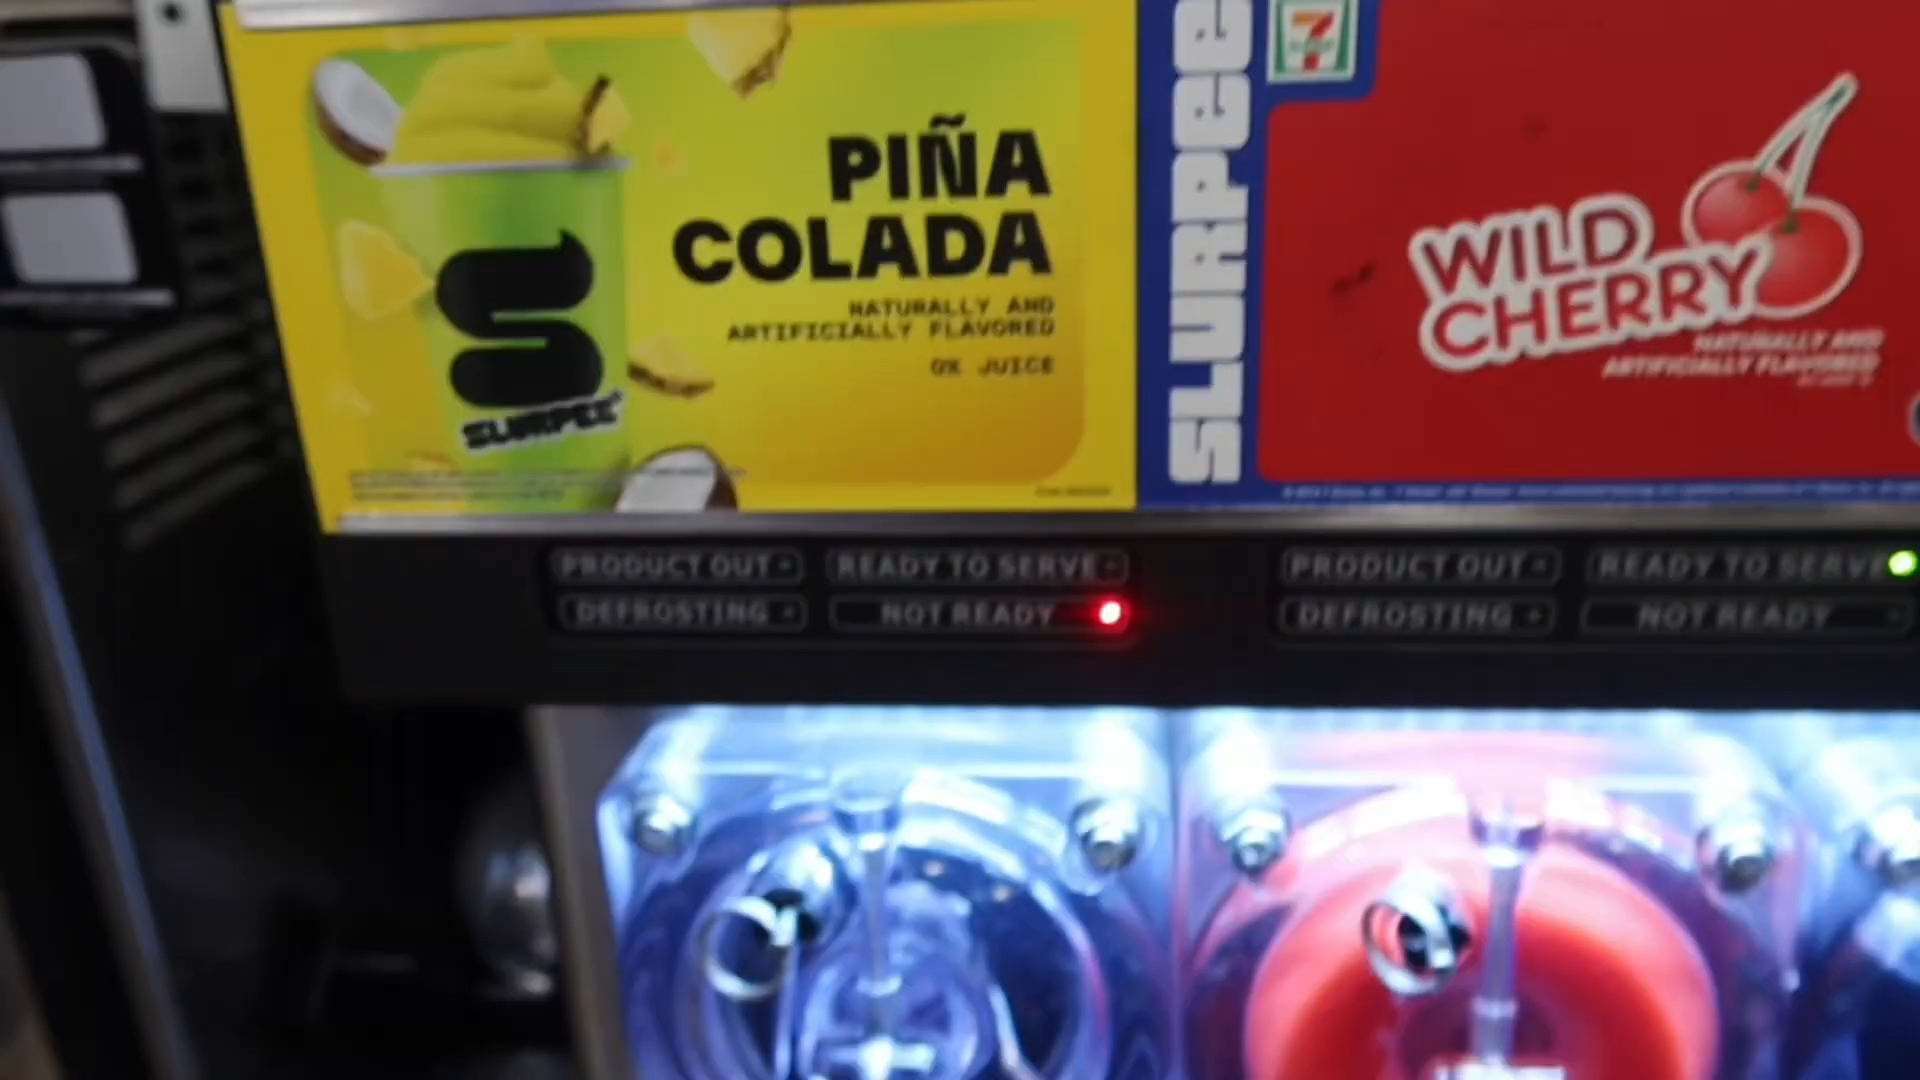 PIÑA
COLADA
NATURALLY AND
ARTIFICIALLY FLAVORED
0% JUICE
SLURPEE
SLURPEE
7
WILD
CHERRY
NATURALLY AND
ARTIFICIALLY FLAVORED
PRODUCT OUT
READY TO SERVE
DEFROSTING
NOT READY
PRODUCT OUT
READY TO SERVE
DEFROSTING
NOT READY